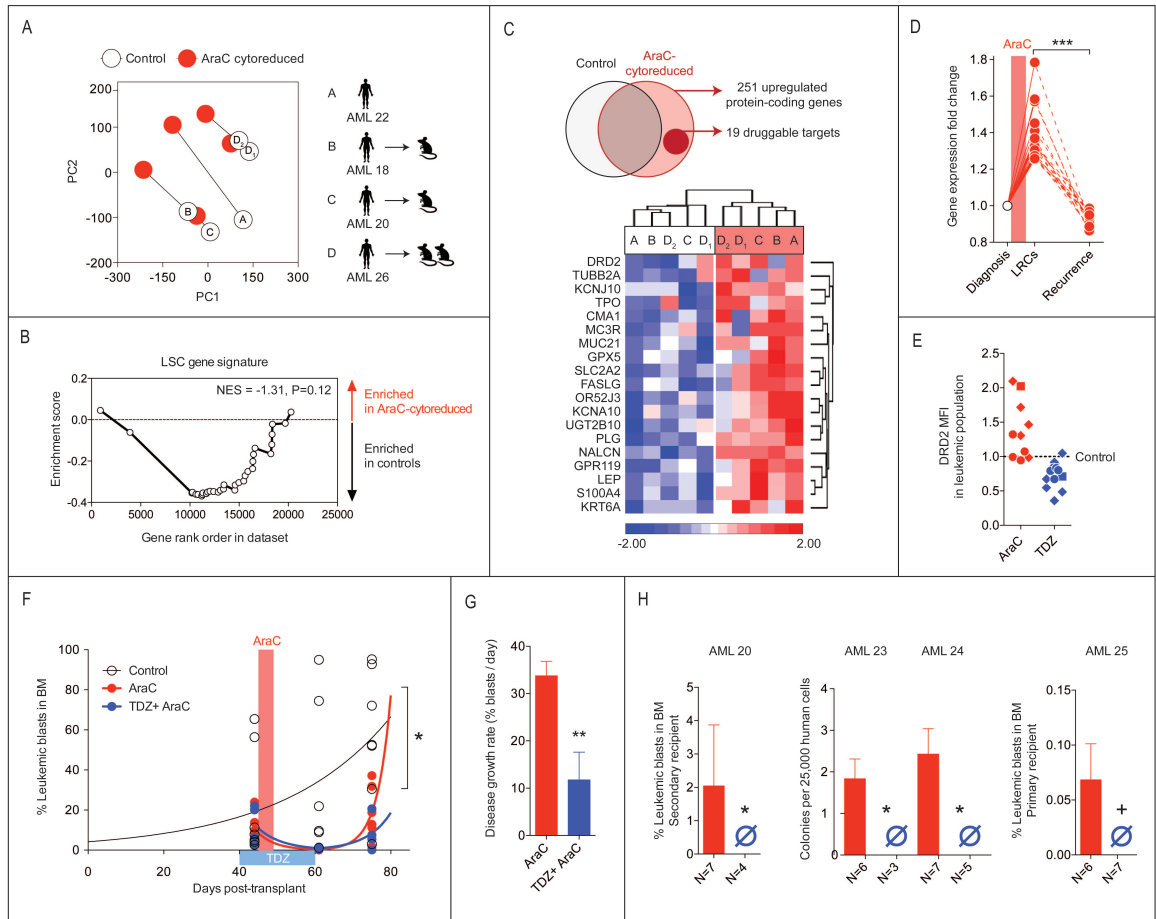 A
Control
AraC cytoreduced
200
100
0
-100
-200
PC2
-300
-150
0
150
300
PC1
D2
D1
B
C
A
A
AML 22
B
AML 18
C
AML 20
D
AML 26
B
LSC gene signature
NES = -1.31, P=0.12
Enriched
in AraC-cytoreduced
Enriched
in controls
0.0
-0.4
Enrichment score
0
5000
10000
15000
20000
25000
Gene rank order in dataset
C
Control
AraC-
cytoreduced
251 upregulated
protein-coding genes
19 druggable targets
A B D2 C D1 D2 D1 C B A
DRD2
TUBB2A
KCNJ10
TPO
CMA1
MC3R
MUC21
GPX5
SLC2A2
FASLG
OR52J3
KCNA10
UGT2B10
PLG
NALCN
GPR119
LEP
S100A4
KRT6A
-2.00
2.00
D
AraC
***
1.8
1.6
1.4
1.2
1.0
0.8
Gene expression fold change
Diagnosis
LRCs
Recurrence
E
2.5
2.0
1.5
1.0
0.5
0.0
DRD2 MFI
in leukemic population
Control
AraC
TDZ
F
AraC
Control
AraC
TDZ+ AraC
100
80
60
40
20
0
% Leukemic blasts in BM
*
TDZ
0
20
40
60
80
Days post-transplant
G
40
30
20
10
0
Disease growth rate (% blasts / day)
**
AraC
TDZ+ AraC
H
AML 20
5
4
3
2
1
0
% Leukemic blasts in BM
Secondary recipient
*
N=7
N=4
AML 23
AML 24
4
3
2
1
0
Colonies per 25,000 human cells
*
*
N=6
N=3
N=7
N=5
AML 25
0.15
0.10
0.05
0.00
% Leukemic blasts in BM
Primary recipient
+
N=6
N=7